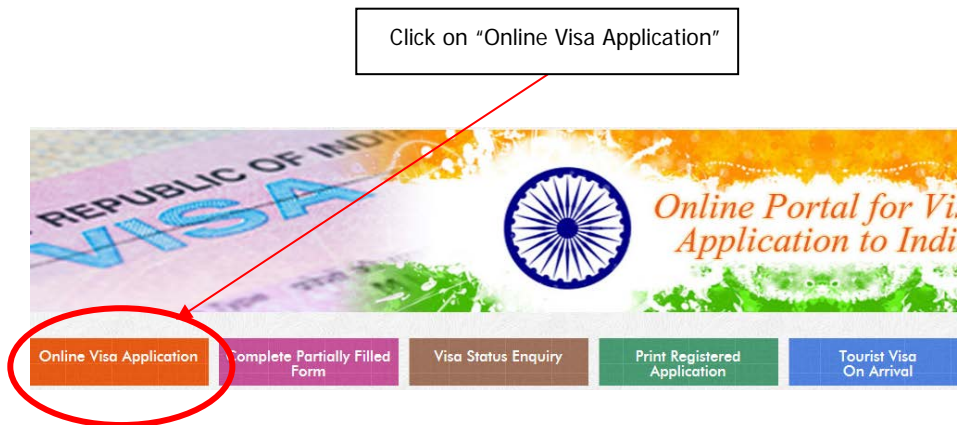 Click on "Online Visa Application"
REPUBLIC OF INDI
VISA
Online Portal for Vis
Application to Indi
Online Visa Application
Complete Partially Filled
Form
Visa Status Enquiry
Print Registered
Application
Tourist Visa
On Arrival